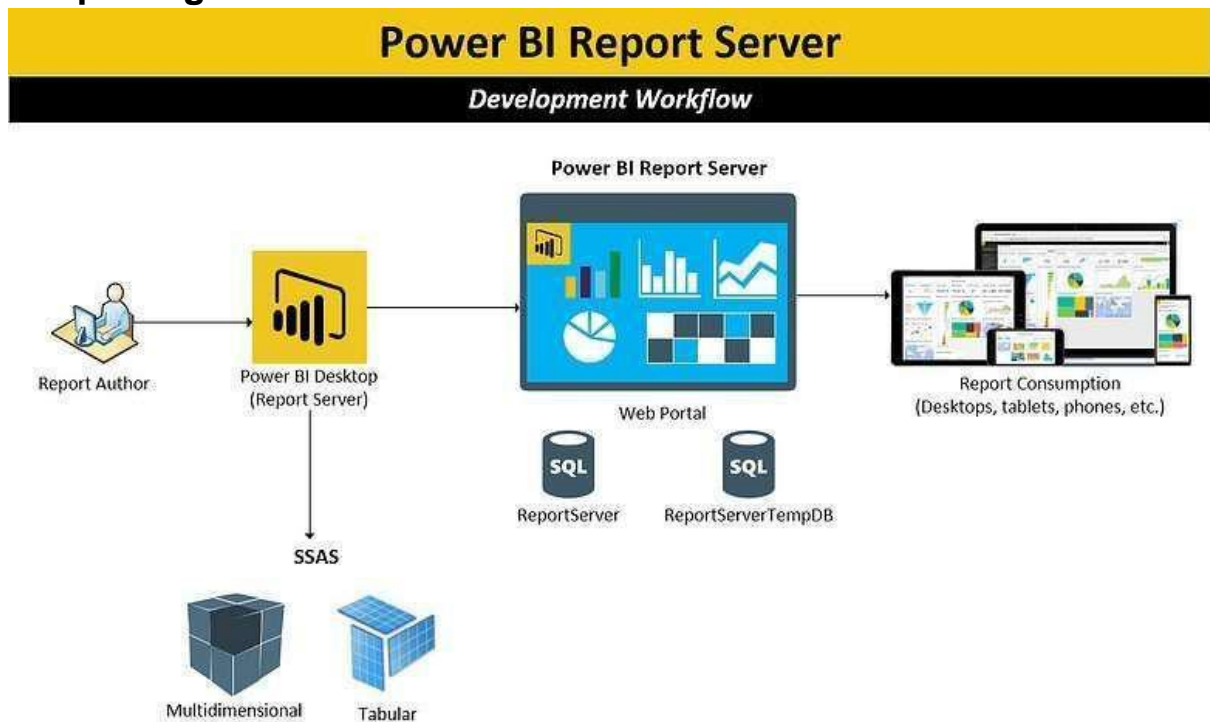 Power BI Report Server
Development Workflow
Power BI Report Server
Report Author
Power BI Desktop
(Report Server)
Web Portal
Report Consumption
(Desktops, tablets, phones, etc.)
SQL
SQL
ReportServer
ReportServerTempDB
SSAS
Multidimensional
Tabular